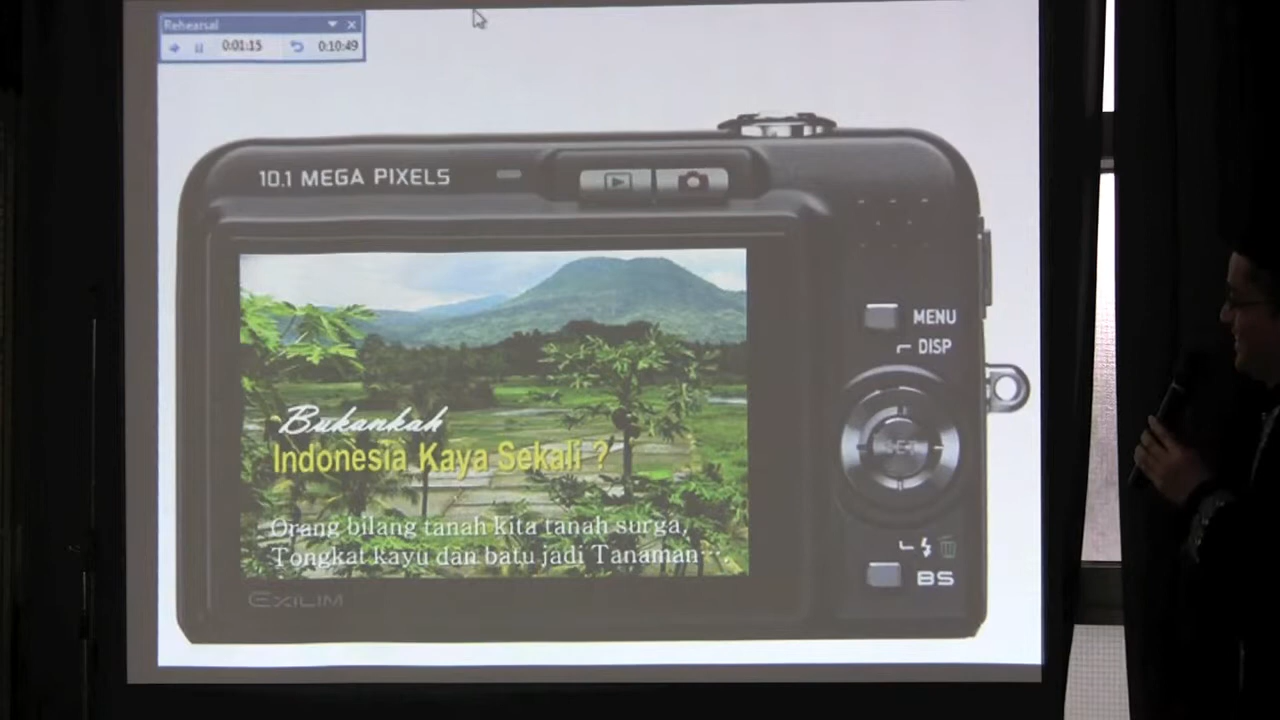 Rehearsal
0:01:15 0:10:49
10.1 MEGA PIXELS
MENU
DISP
Bukankah
Indonesia Kaya Sekali ?
SET
Orang bilang tanah kita tanah surga,
Tongkat kayu dan batu jadi Tanaman...
BS
EXILIM